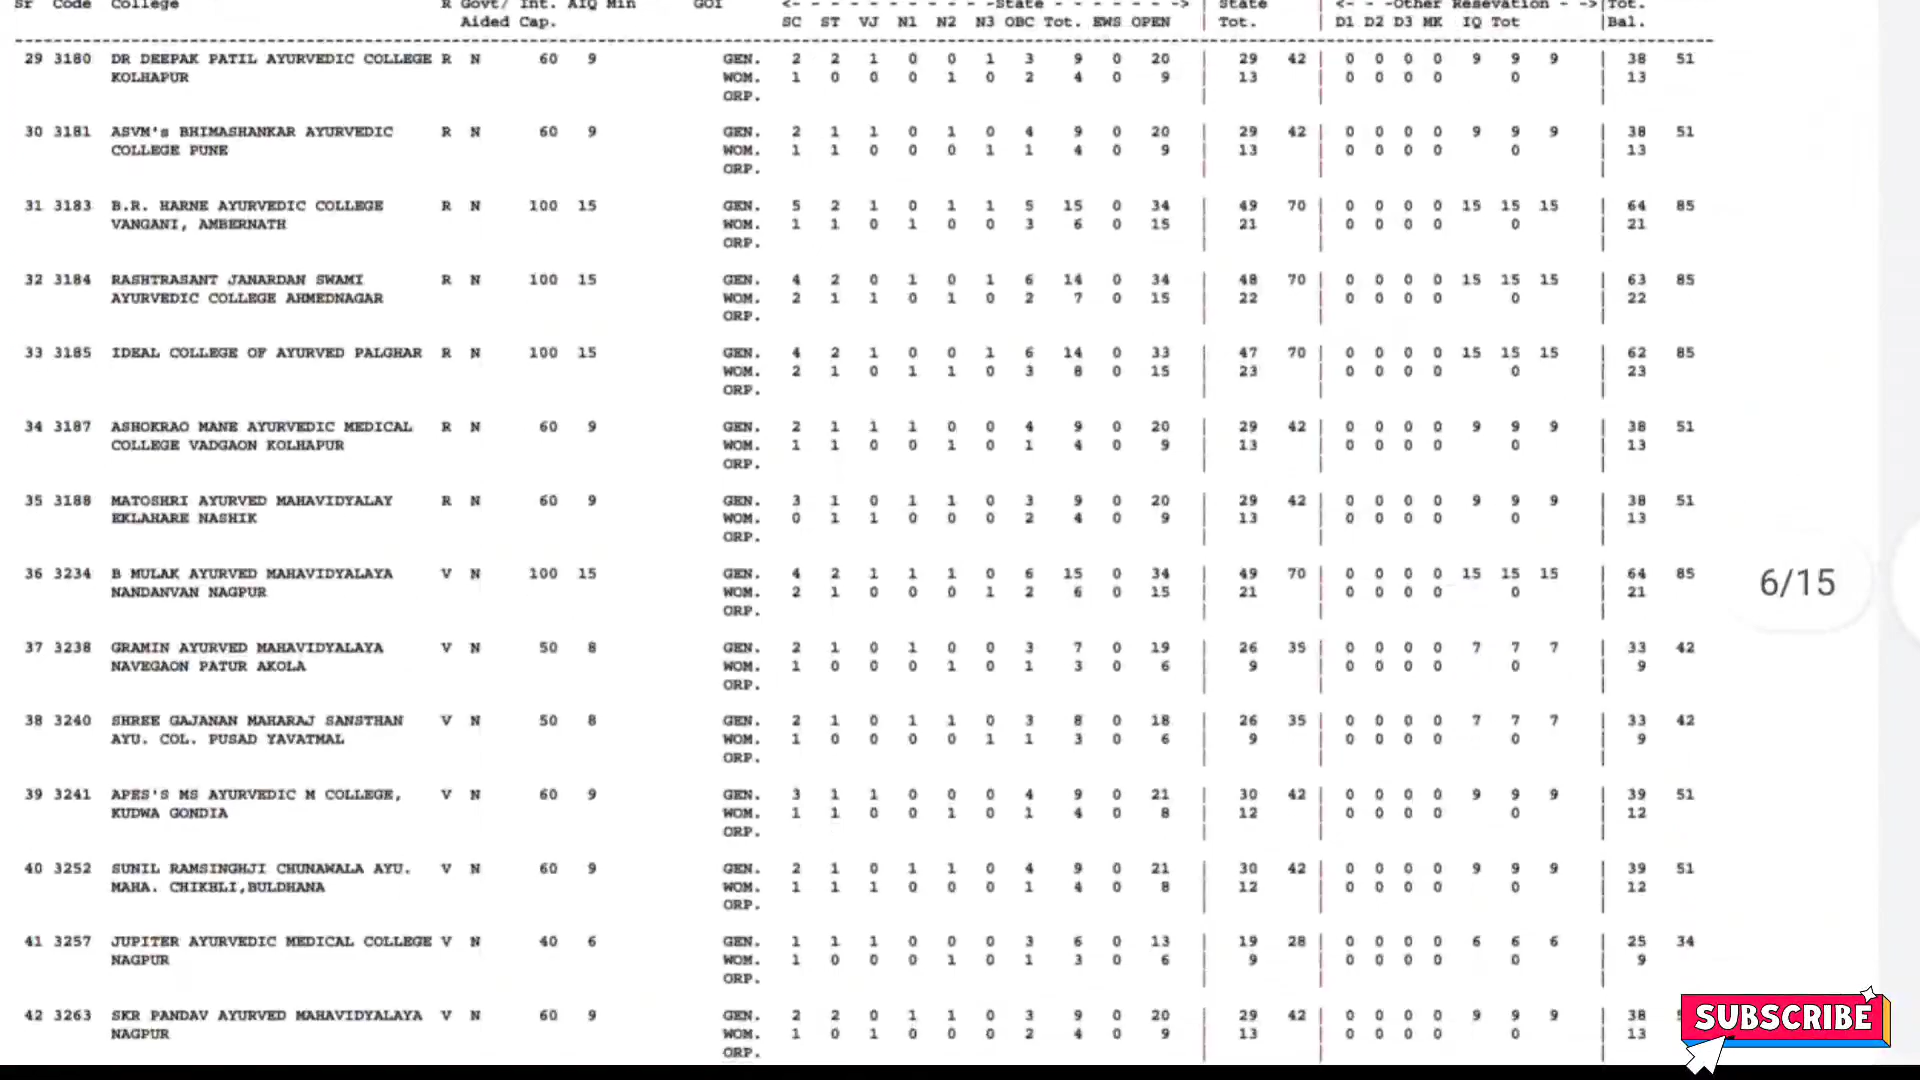 Sr Code College R Govt/ Int. AIQ Min GOI <- - - - - - - - -State - - - - - - -> | State | <- - -Other Resevation - -> Tot.
Aided Cap. SC ST VJ N1 N2 N3 OBC Tot. EWS OPEN | Tot. | D1 D2 D3 MK IQ Tot | Bal.
29 3180 DR DEEPAK PATIL AYURVEDIC COLLEGE R N 60 9 GEN. 2 2 1 0 0 1 3 9 0 20 | 29 42 | 0 0 0 0 9 9 9 | 38 51
KOLHAPUR WOM. 1 0 0 0 1 0 2 4 0 9 | 13 | 0 0 0 0 0 | 13
ORP. | | |
30 3181 ASVM's BHIMASHANKAR AYURVEDIC R N 60 9 GEN. 2 1 1 0 1 0 4 9 0 20 | 29 42 | 0 0 0 0 9 9 9 | 38 51
COLLEGE PUNE WOM. 1 1 0 0 0 1 1 4 0 9 | 13 | 0 0 0 0 0 | 13
ORP. | | |
31 3183 B.R. HARNE AYURVEDIC COLLEGE R N 100 15 GEN. 5 2 1 0 1 1 5 15 0 34 | 49 70 | 0 0 0 0 15 15 15 | 64 85
VANGANI, AMBERNATH WOM. 1 1 0 1 0 0 3 6 0 15 | 21 | 0 0 0 0 0 | 21
ORP. | | |
32 3184 RASHTRASANT JANARDAN SWAMI R N 100 15 GEN. 4 2 0 1 0 1 6 14 0 34 | 48 70 | 0 0 0 0 15 15 15 | 63 85
AYURVEDIC COLLEGE AHMEDNAGAR WOM. 2 1 1 0 1 0 2 7 0 15 | 22 | 0 0 0 0 0 | 22
ORP. | | |
33 3185 IDEAL COLLEGE OF AYURVED PALGHAR R N 100 15 GEN. 4 2 1 0 0 1 6 14 0 33 | 47 70 | 0 0 0 0 15 15 15 | 62 85
WOM. 2 1 0 1 1 0 3 8 0 15 | 23 | 0 0 0 0 0 | 23
ORP. | | |
34 3187 ASHOKRAO MANE AYURVEDIC MEDICAL R N 60 9 GEN. 2 1 1 1 0 0 4 9 0 20 | 29 42 | 0 0 0 0 9 9 9 | 38 51
COLLEGE VADGAON KOLHAPUR WOM. 1 1 0 0 1 0 1 4 0 9 | 13 | 0 0 0 0 0 | 13
ORP. | | |
35 3188 MATOSHRI AYURVED MAHAVIDYALAY R N 60 9 GEN. 3 1 0 1 1 0 3 9 0 20 | 29 42 | 0 0 0 0 9 9 9 | 38 51
EKLAHARE NASHIK WOM. 0 1 1 0 0 0 2 4 0 9 | 13 | 0 0 0 0 0 | 13
ORP. | | |
36 3234 B MULAK AYURVED MAHAVIDYALAYA V N 100 15 GEN. 4 2 1 1 1 0 6 15 0 34 | 49 70 | 0 0 0 0 15 15 15 | 64 85
NANDANVAN NAGPUR WOM. 2 1 0 0 0 1 2 6 0 15 | 21 | 0 0 0 0 0 | 21
ORP. | | |
6/15
37 3238 GRAMIN AYURVED MAHAVIDYALAYA V N 50 8 GEN. 2 1 0 1 0 0 3 7 0 19 | 26 35 | 0 0 0 0 7 7 7 | 33 42
NAVEGAON PATUR AKOLA WOM. 1 0 0 0 1 0 1 3 0 6 | 9 | 0 0 0 0 0 | 9
ORP. | | |
38 3240 SHREE GAJANAN MAHARAJ SANSTHAN V N 50 8 GEN. 2 1 0 1 1 0 3 8 0 18 | 26 35 | 0 0 0 0 7 7 7 | 33 42
AYU. COL. PUSAD YAVATMAL WOM. 1 0 0 0 0 1 1 3 0 6 | 9 | 0 0 0 0 0 | 9
ORP. | | |
39 3241 APES'S MS AYURVEDIC M COLLEGE, V N 60 9 GEN. 3 1 1 0 0 0 4 9 0 21 | 30 42 | 0 0 0 0 9 9 9 | 39 51
KUDWA GONDIA WOM. 1 1 0 0 1 0 1 4 0 8 | 12 | 0 0 0 0 0 | 12
ORP. | | |
40 3252 SUNIL RAMSINGHJI CHUNAWALA AYU. V N 60 9 GEN. 2 1 0 1 1 0 4 9 0 21 | 30 42 | 0 0 0 0 9 9 9 | 39 51
MAHA. CHIKHLI,BULDHANA WOM. 1 1 1 0 0 0 1 4 0 8 | 12 | 0 0 0 0 0 | 12
ORP. | | |
41 3257 JUPITER AYURVEDIC MEDICAL COLLEGE V N 40 6 GEN. 1 1 1 0 0 0 3 6 0 13 | 19 28 | 0 0 0 0 6 6 6 | 25 34
NAGPUR WOM. 1 0 0 0 1 0 1 3 0 6 | 9 | 0 0 0 0 0 | 9
ORP. | | |
42 3263 SKR PANDAV AYURVED MAHAVIDYALAYA V N 60 9 GEN. 2 2 0 1 1 0 3 9 0 20 | 29 42 | 0 0 0 0 9 9 9 | 38
NAGPUR WOM. 1 0 1 0 0 0 2 4 0 9 | 13 | 0 0 0 0 0 | 13
ORP. | | |
SUBSCRIBE